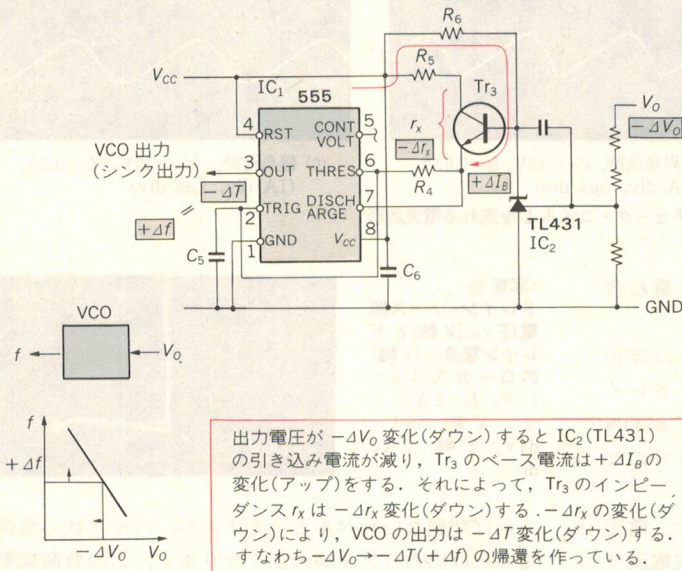 R6
R5
VCC
IC1
555
Tr3
VO
4
RST
CONT
VOLT
5
rx
−ΔVO
−Δrx
VCO 出力
(シンク出力)
3
OUT
THRES
6
R4
+ΔIB
−ΔT
TRIG
DISCH
ARGE
7
TL431
IC2
+Δf
2
GND
VCC
8
1
C5
C6
GND
VCO
f
VO
f
+Δf
−ΔVO
VO
出力電圧が −ΔVO 変化(ダウン)すると IC2(TL431)
の引き込み電流が減り，Tr3 のベース電流は+ΔIBの
変化(アップ)をする．それによって，Tr3 のインピー
ダンス rX は −ΔrX 変化(ダウンする．−ΔrX の変化(ダ
ウン)により，VCO の出力は −ΔT 変化(ダウン)する．
すなわち−ΔVO→−ΔT(+Δf) の帰還を作っている．